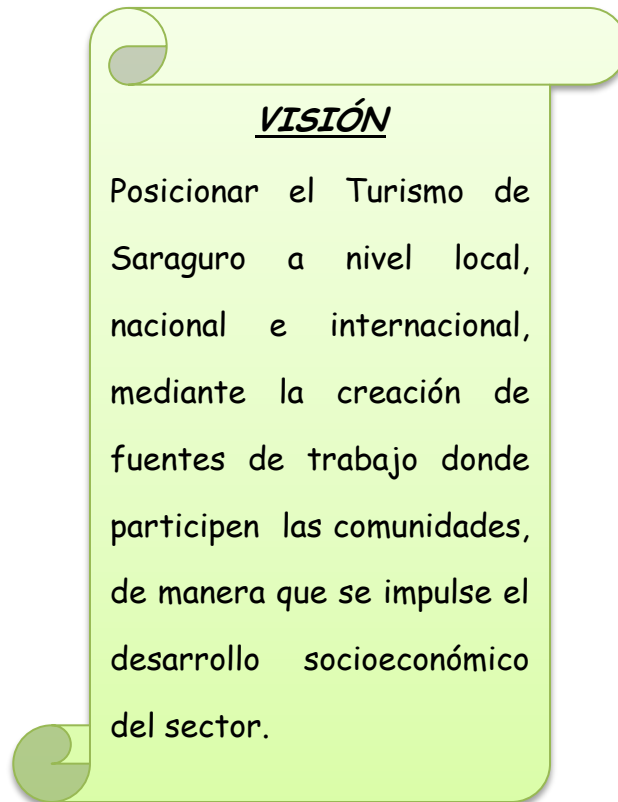 VISIÓN
Posicionar el Turismo de
Saraguro a nivel local,
nacional e internacional,
mediante la creación de
fuentes de trabajo donde
participen las comunidades,
de manera que se impulse el
desarrollo socioeconómico
del sector.